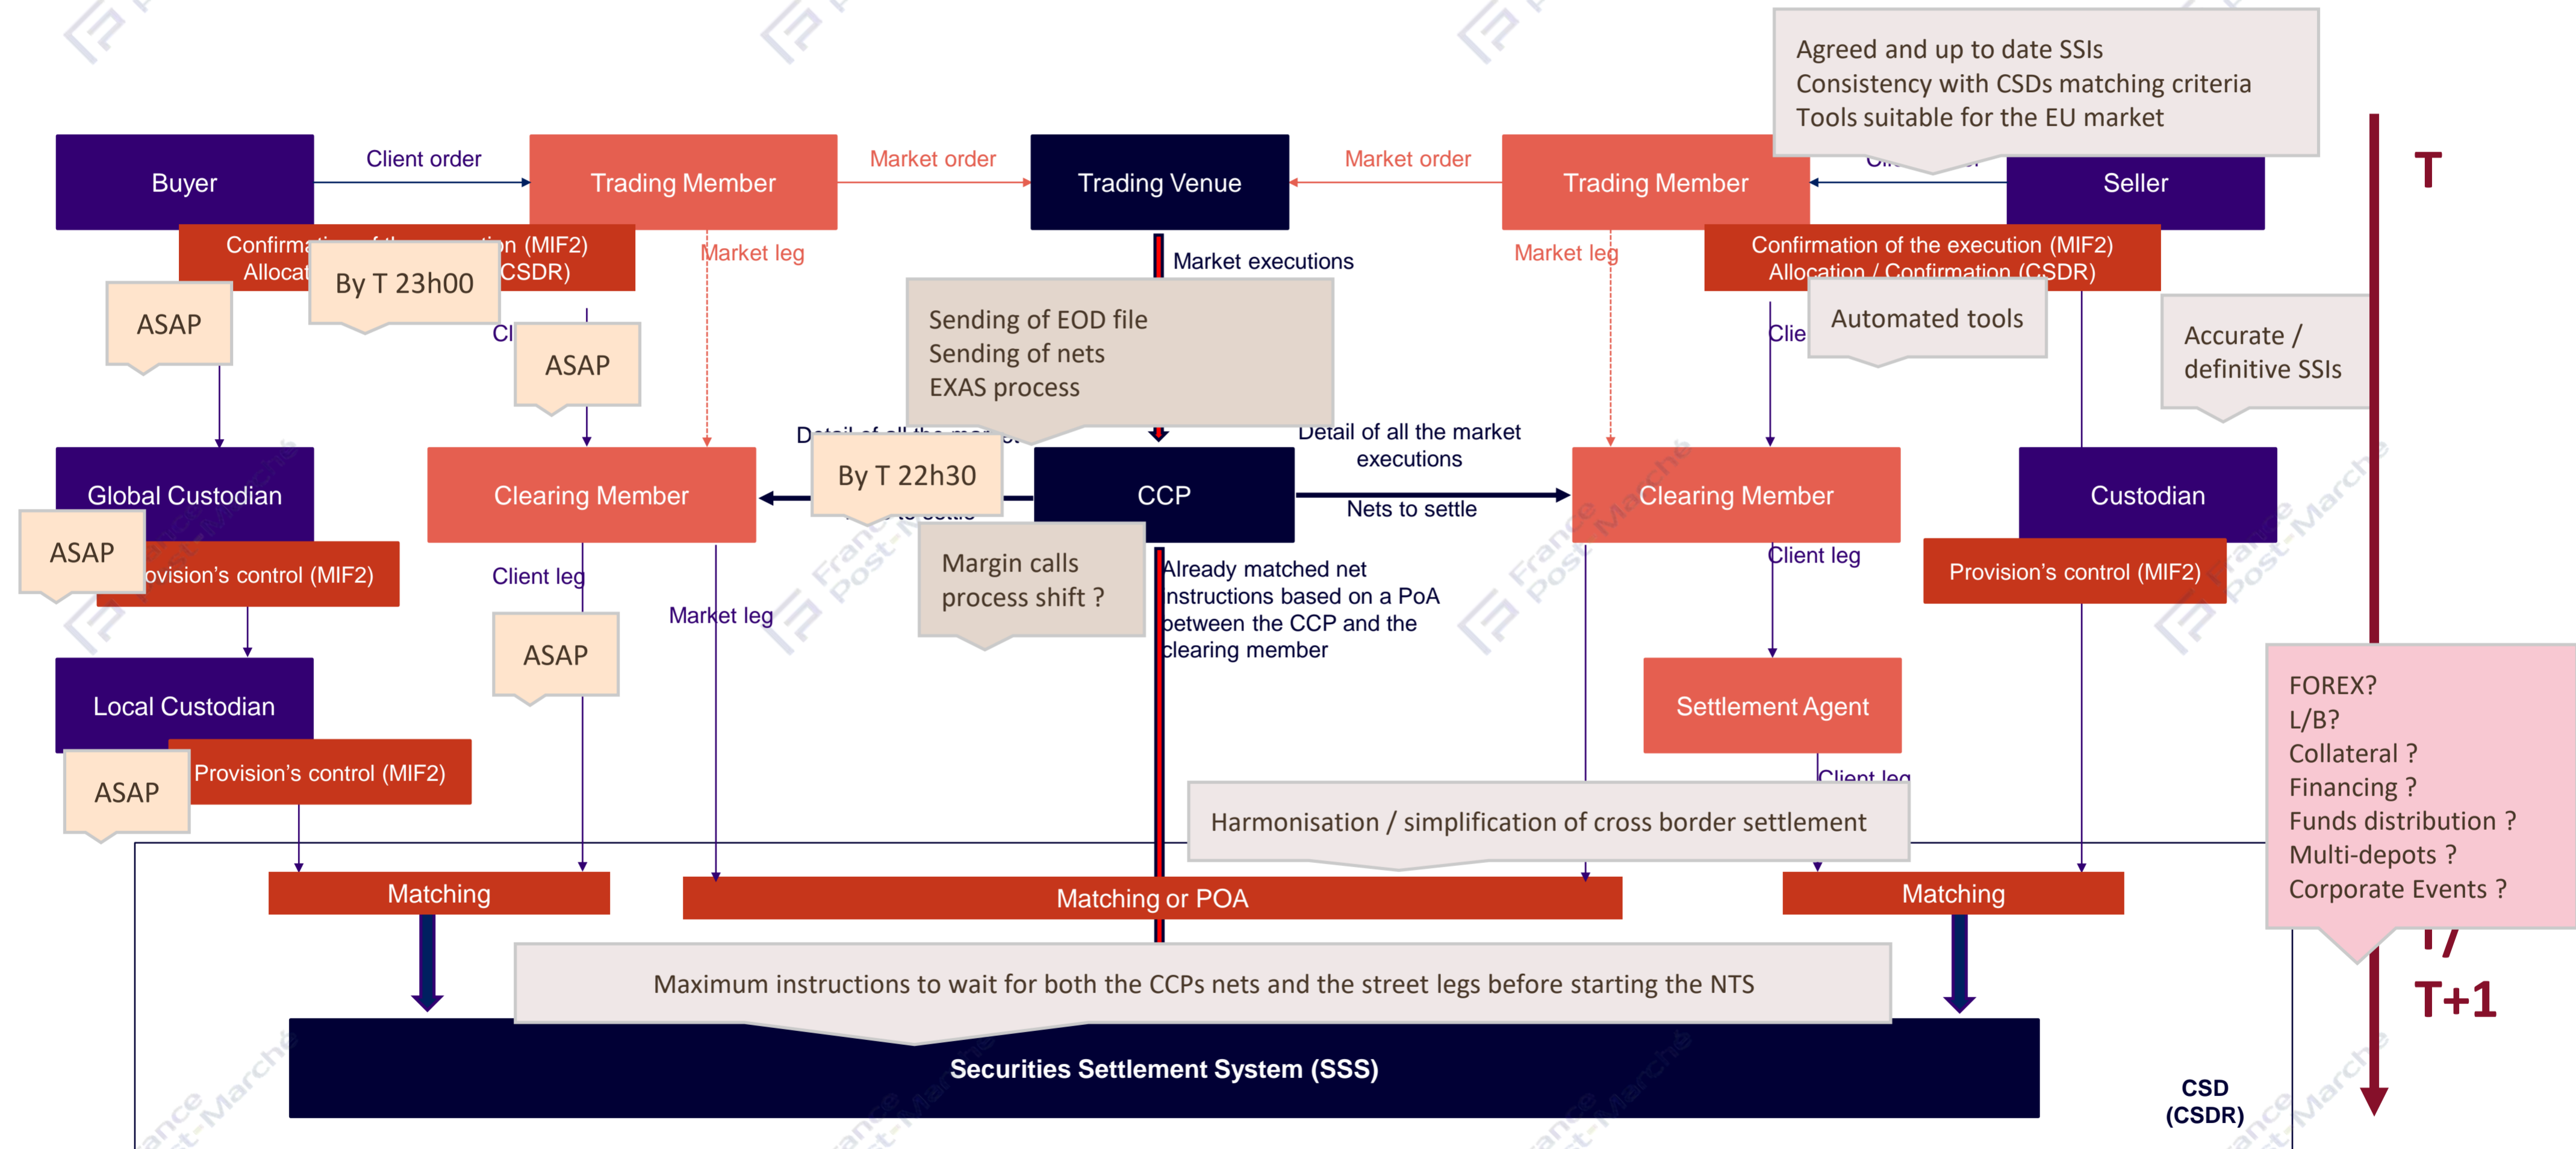 Agreed and up to date SSIs
Consistency with CSDs matching criteria
Tools suitable for the EU market
Buyer
Client order
Trading Member
Market order
Trading Venue
Market order
Trading Member
Seller
T
Confirmation of the execution (MIF2)
Allocation / Confirmation (CSDR)
(MIF2)
CSDR)
By T 23h00
Market leg
Market executions
Market leg
ASAP
ASAP
Sending of EOD file
Sending of nets
EXAS process
Automated tools
Accurate /
definitive SSIs
Detail of all the market
executions
By T 22h30
Global Custodian
Clearing Member
CCP
Nets to settle
Clearing Member
Custodian
ASAP
Provision's control (MIF2)
Client leg
Market leg
Margin calls
process shift ?
Already matched net
instructions based on a PoA
between the CCP and the
clearing member
Client leg
Provision’s control (MIF2)
ASAP
Local Custodian
Settlement Agent
FOREX?
L/B?
Collateral ?
Financing ?
Funds distribution ?
Multi-depots ?
Corporate Events ?
ASAP
Provision’s control (MIF2)
Client leg
Harmonisation / simplification of cross border settlement
Matching
Matching or POA
Matching
Maximum instructions to wait for both the CCPs nets and the street legs before starting the NTS
T+1
Securities Settlement System (SSS)
CSD
(CSDR)
France
Post-Marché